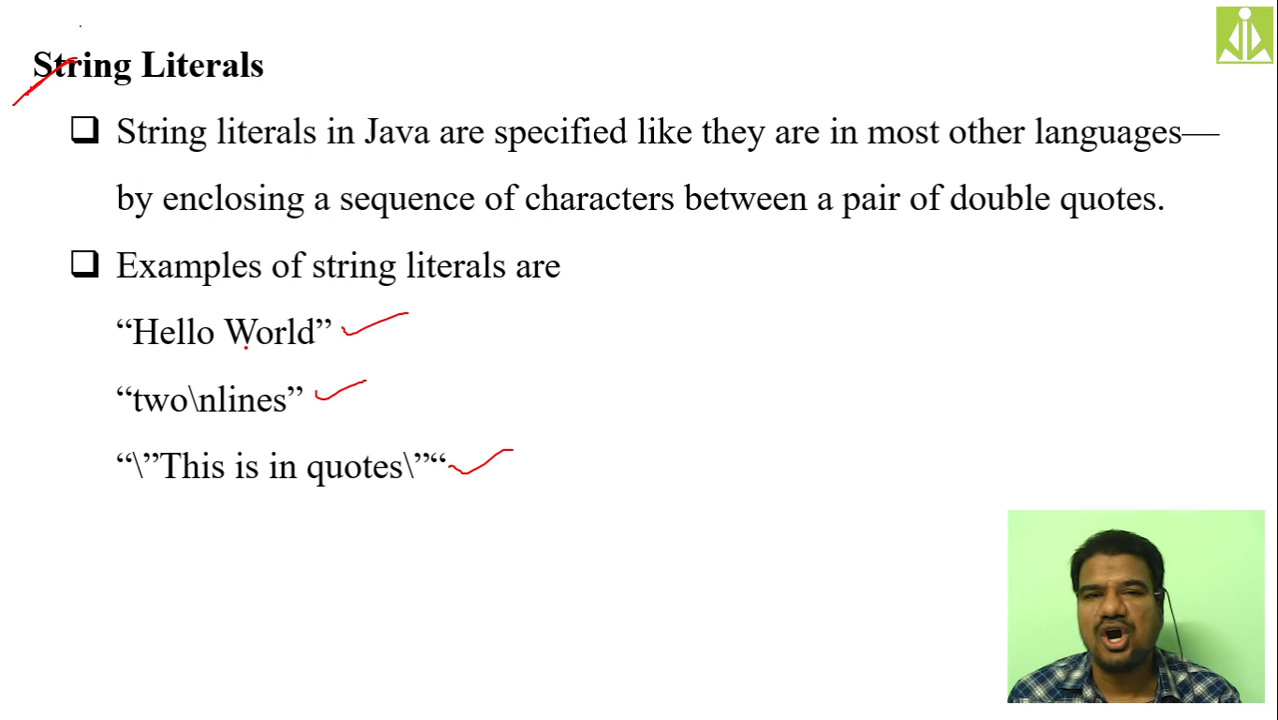 String Literals
❑ String literals in Java are specified like they are in most other languages—
by enclosing a sequence of characters between a pair of double quotes.
❑ Examples of string literals are
“Hello World”
“two\nlines”
“\”This is in quotes\”“